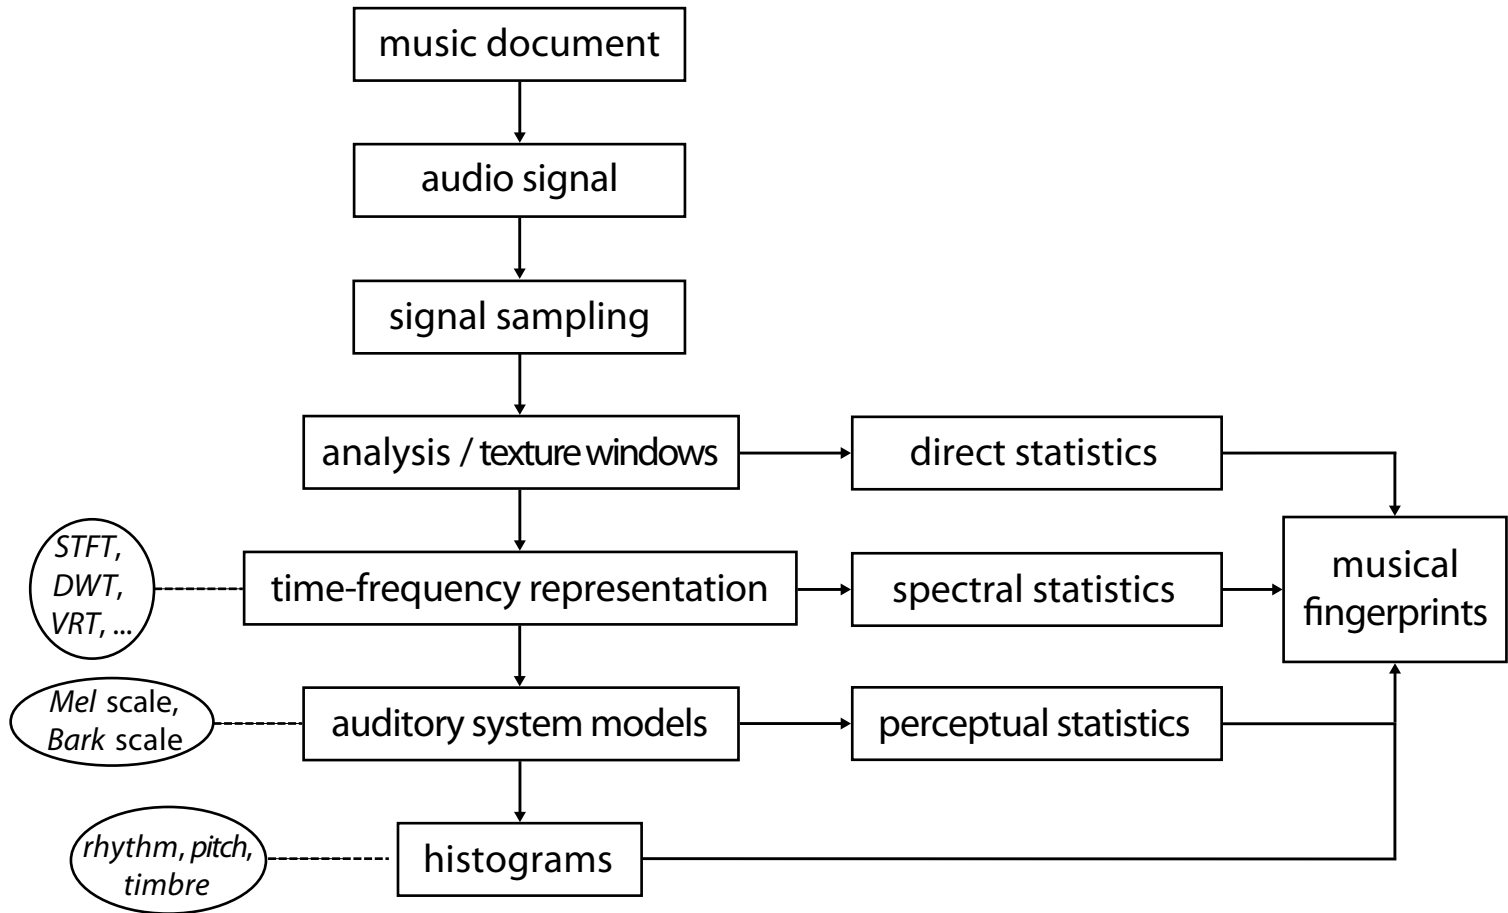 music document
audio signal
signal sampling
analysis / texture windows
direct statistics
STFT,
DWT,
VRT, ...
time-frequency representation
spectral statistics
musical
fingerprints
Mel scale,
Bark scale
auditory system models
perceptual statistics
rhythm, pitch,
timbre
histograms